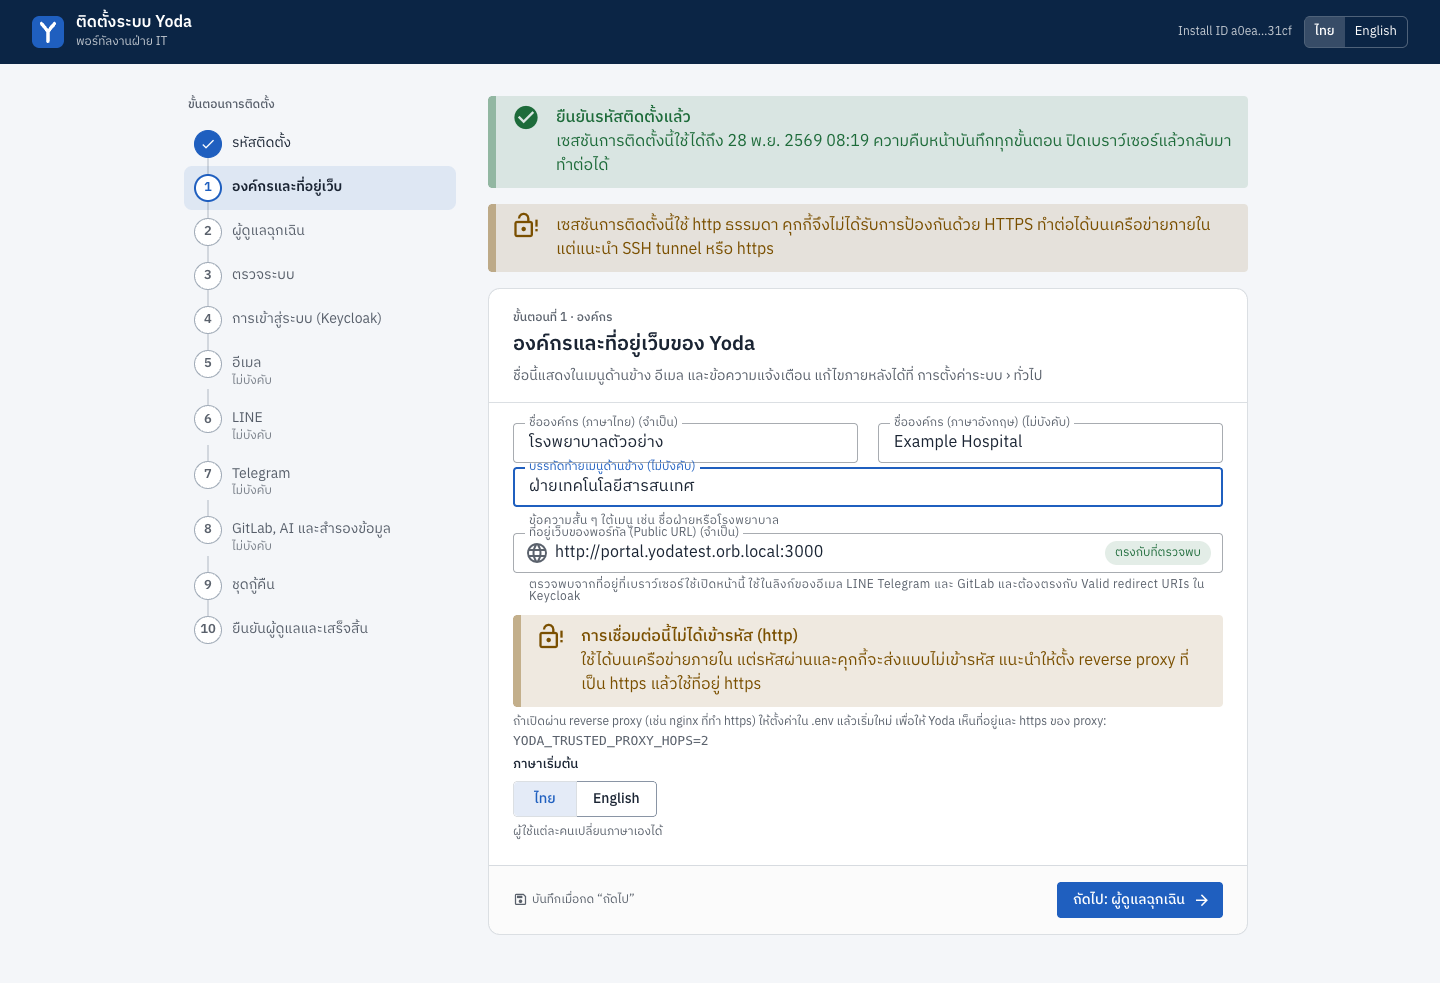 Y
ติดตั้งระบบ Yoda
พอร์ทัลงานฝ่าย IT
Install ID a0ea...31cf
ไทย
English
ขั้นตอนการติดตั้ง
รหัสติดตั้ง
1 องค์กรและที่อยู่เว็บ
2 ผู้ดูแลฉุกเฉิน
3 ตรวจระบบ
4 การเข้าสู่ระบบ (Keycloak)
5 อีเมล
ไม่บังคับ
6 LINE
ไม่บังคับ
7 Telegram
ไม่บังคับ
8 GitLab, AI และสำรองข้อมูล
ไม่บังคับ
9 ชุดกู้คืน
10 ยืนยันผู้ดูแลและเสร็จสิ้น
ยืนยันรหัสติดตั้งแล้ว
เซสชันการติดตั้งนี้ใช้ได้ถึง 28 พ.ย. 2569 08:19 ความคืบหน้าบันทึกทุกขั้นตอน ปิดเบราว์เซอร์แล้วกลับมา
ทำต่อได้
เซสชันการติดตั้งนี้ใช้ http ธรรมดา คุกกี้จึงไม่ได้รับการป้องกันด้วย HTTPS ทำต่อได้บนเครือข่ายภายใน
แต่แนะนำ SSH tunnel หรือ https
ขั้นตอนที่ 1 · องค์กร
องค์กรและที่อยู่เว็บของ Yoda
ชื่อนี้แสดงในเมนูด้านข้าง อีเมล และข้อความแจ้งเตือน แก้ไขภายหลังได้ที่ การตั้งค่าระบบ › ทั่วไป
ชื่อองค์กร (ภาษาไทย) (จำเป็น)
โรงพยาบาลตัวอย่าง
ชื่อองค์กร (ภาษาอังกฤษ) (ไม่บังคับ)
Example Hospital
บรรทัดท้ายเมนูด้านข้าง (ไม่บังคับ)
ฝ่ายเทคโนโลยีสารสนเทศ
ข้อความสั้น ๆ ใต้เมนู เช่น ชื่อฝ่ายหรือโรงพยาบาล
ที่อยู่เว็บของพอร์ทัล (Public URL) (จำเป็น)
http://portal.yodatest.orb.local:3000
ตรงกับที่ตรวจพบ
ตรวจพบจากที่อยู่ที่เบราว์เซอร์ใช้เปิดหน้านี้ ใช้ในลิงก์ของอีเมล LINE Telegram และ GitLab และต้องตรงกับ Valid redirect URIs ใน
Keycloak
การเชื่อมต่อนี้ไม่ได้เข้ารหัส (http)
ใช้ได้บนเครือข่ายภายใน แต่รหัสผ่านและคุกกี้จะส่งแบบไม่เข้ารหัส แนะนำให้ตั้ง reverse proxy ที่
เป็น https แล้วใช้ที่อยู่ https
ถ้าเปิดผ่าน reverse proxy (เช่น nginx ที่ทำ https) ให้ตั้งค่าใน .env แล้วเริ่มใหม่ เพื่อให้ Yoda เห็นที่อยู่และ https ของ proxy:
YODA_TRUSTED_PROXY_HOPS=2
ภาษาเริ่มต้น
ไทย
English
ผู้ใช้แต่ละคนเปลี่ยนภาษาเองได้
บันทึกเมื่อกด “ถัดไป”
ถัดไป: ผู้ดูแลฉุกเฉิน